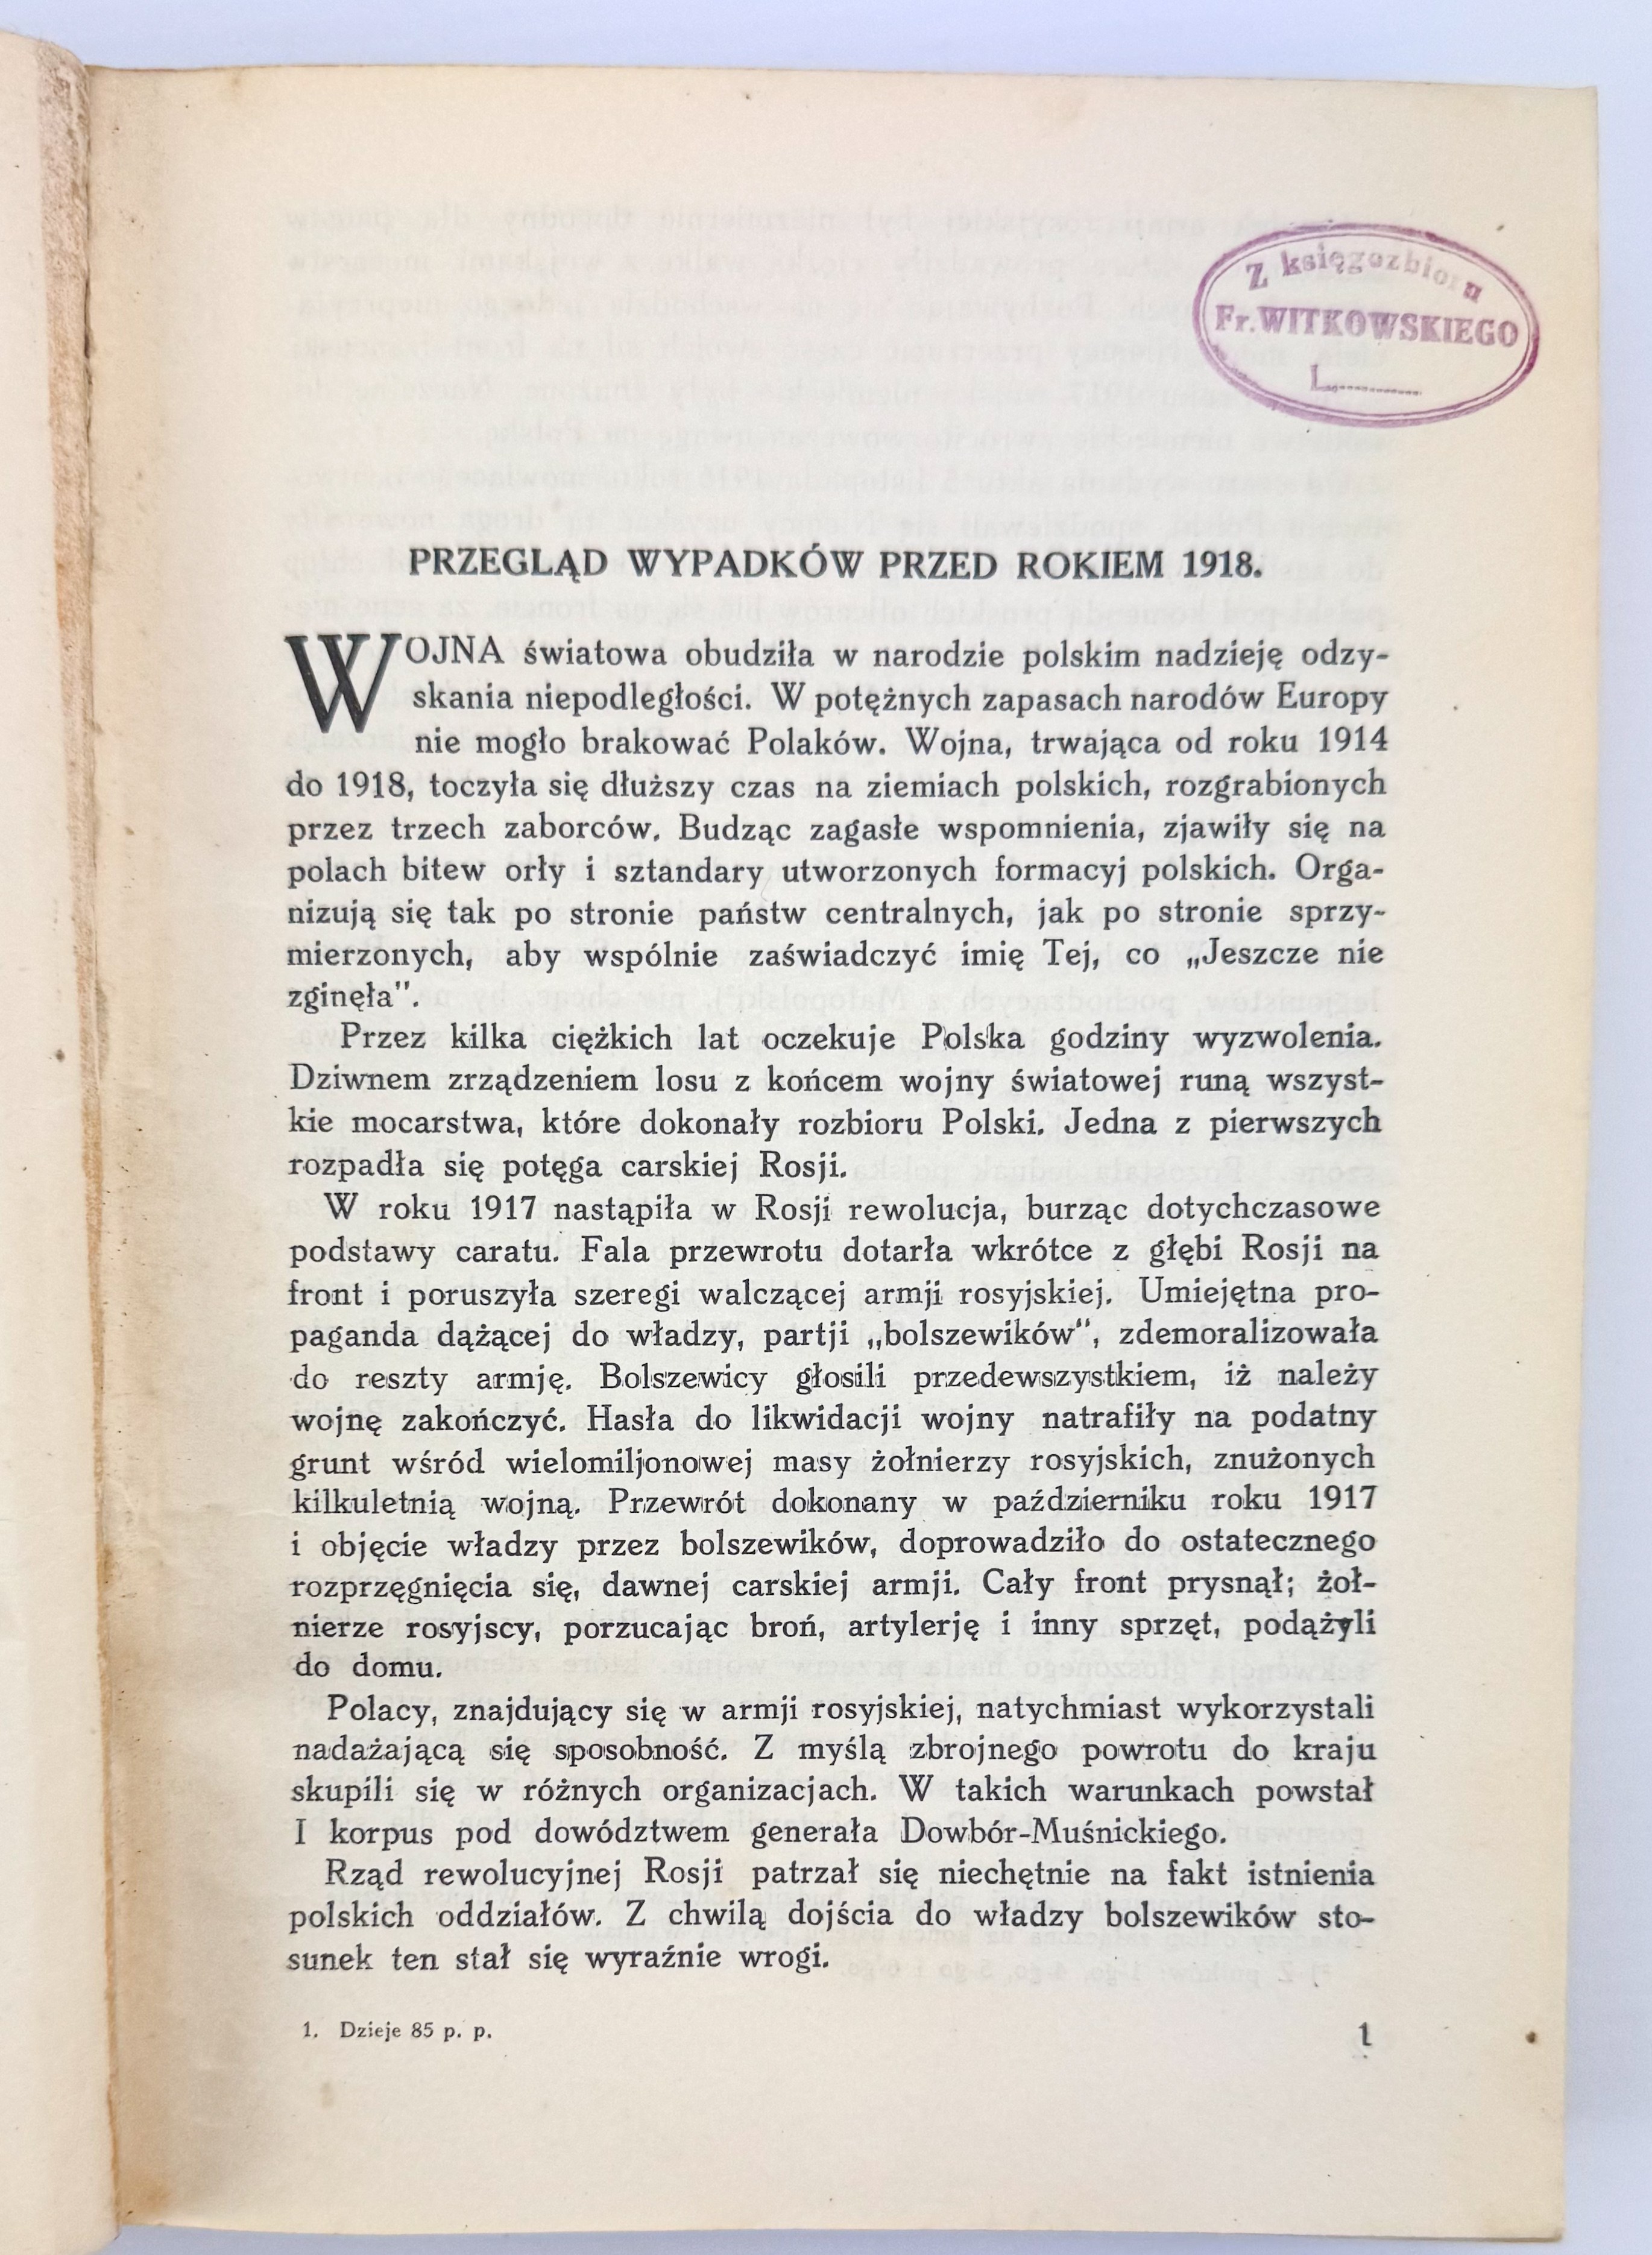 Z księgozbioru
Fr. WITKOWSKIEGO
L.............
PRZEGLĄD WYPADKÓW PRZED ROKIEM 1918.
WOJNA światowa obudziła w narodzie polskim nadzieję odzy-
skania niepodległości. W potężnych zapasach narodów Europy
nie mogło brakować Polaków. Wojna, trwająca od roku 1914
do 1918, toczyła się dłuższy czas na ziemiach polskich, rozgrabionych
przez trzech zaborców. Budząc zagasłe wspomnienia, zjawiły się na
polach bitew orły i sztandary utworzonych formacyj polskich. Orga-
nizują się tak po stronie państw centralnych, jak po stronie sprzy-
mierzonych, aby wspólnie zaświadczyć imię Tej, co „Jeszcze nie
zginęła".
Przez kilka ciężkich lat oczekuje Polska godziny wyzwolenia.
Dziwnem zrządzeniem losu z końcem wojny światowej runą wszyst-
kie mocarstwa, które dokonały rozbioru Polski. Jedna z pierwszych
rozpadła się potęga carskiej Rosji.
W roku 1917 nastąpiła w Rosji rewolucja, burząc dotychczasowe
podstawy caratu. Fala przewrotu dotarła wkrótce z głębi Rosji na
front i poruszyła szeregi walczącej armji rosyjskiej. Umiejętna pro-
paganda dążącej do władzy, partji „bolszewików“, zdemoralizowała
do reszty armję. Bolszewicy głosili przedewszystkiem, iż należy
wojnę zakończyć. Hasła do likwidacji wojny natrafiły na podatny
grunt wśród wielomiljonowej masy żołnierzy rosyjskich, znużonych
kilkuletnią wojną. Przewrót dokonany w październiku roku 1917
i objęcie władzy przez bolszewików, doprowadziło do ostatecznego
rozprzęgnięcia się, dawnej carskiej armji. Cały front prysnął; żoł-
nierze rosyjscy, porzucając broń, artylerję i inny sprzęt, podążyli
do domu.
Polacy, znajdujący się w armji rosyjskiej, natychmiast wykorzystali
nadażającą się sposobność. Z myślą zbrojnego powrotu do kraju
skupili się w różnych organizacjach. W takich warunkach powstał
I korpus pod dowództwem generała Dowbór-Muśnickiego.
Rząd rewolucyjnej Rosji patrzał się niechętnie na fakt istnienia
polskich oddziałów. Z chwilą dojścia do władzy bolszewików sto-
sunek ten stał się wyraźnie wrogi.
1. Dzieje 85 p. p.
1